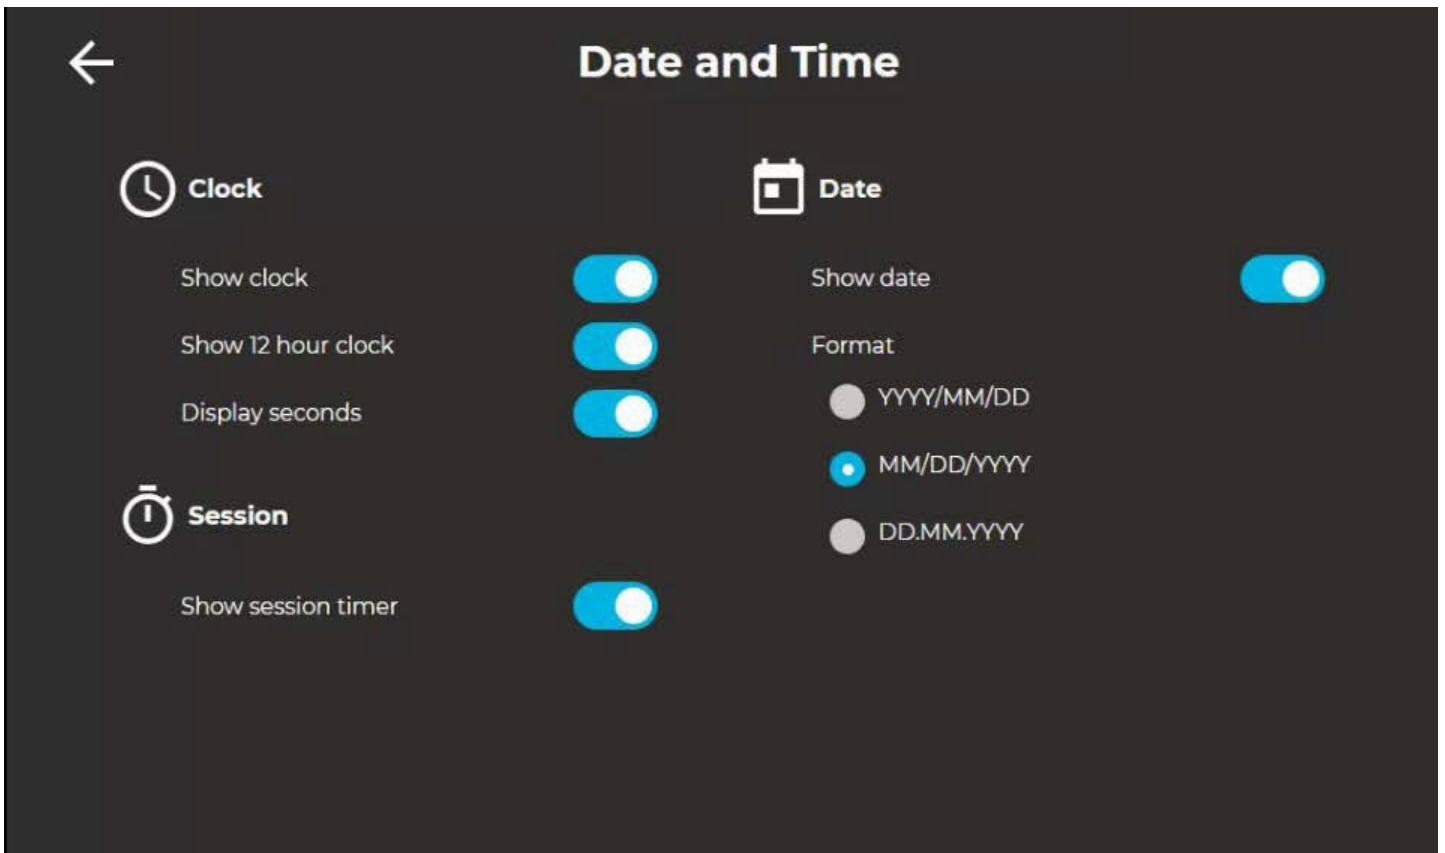 Date and Time
Clock
Show clock
Show 12 hour clock
Display seconds
Session
Show session timer
Date
Show date
Format
YYYY/MM/DD
MM/DD/YYYY
DD.MM.YYYY